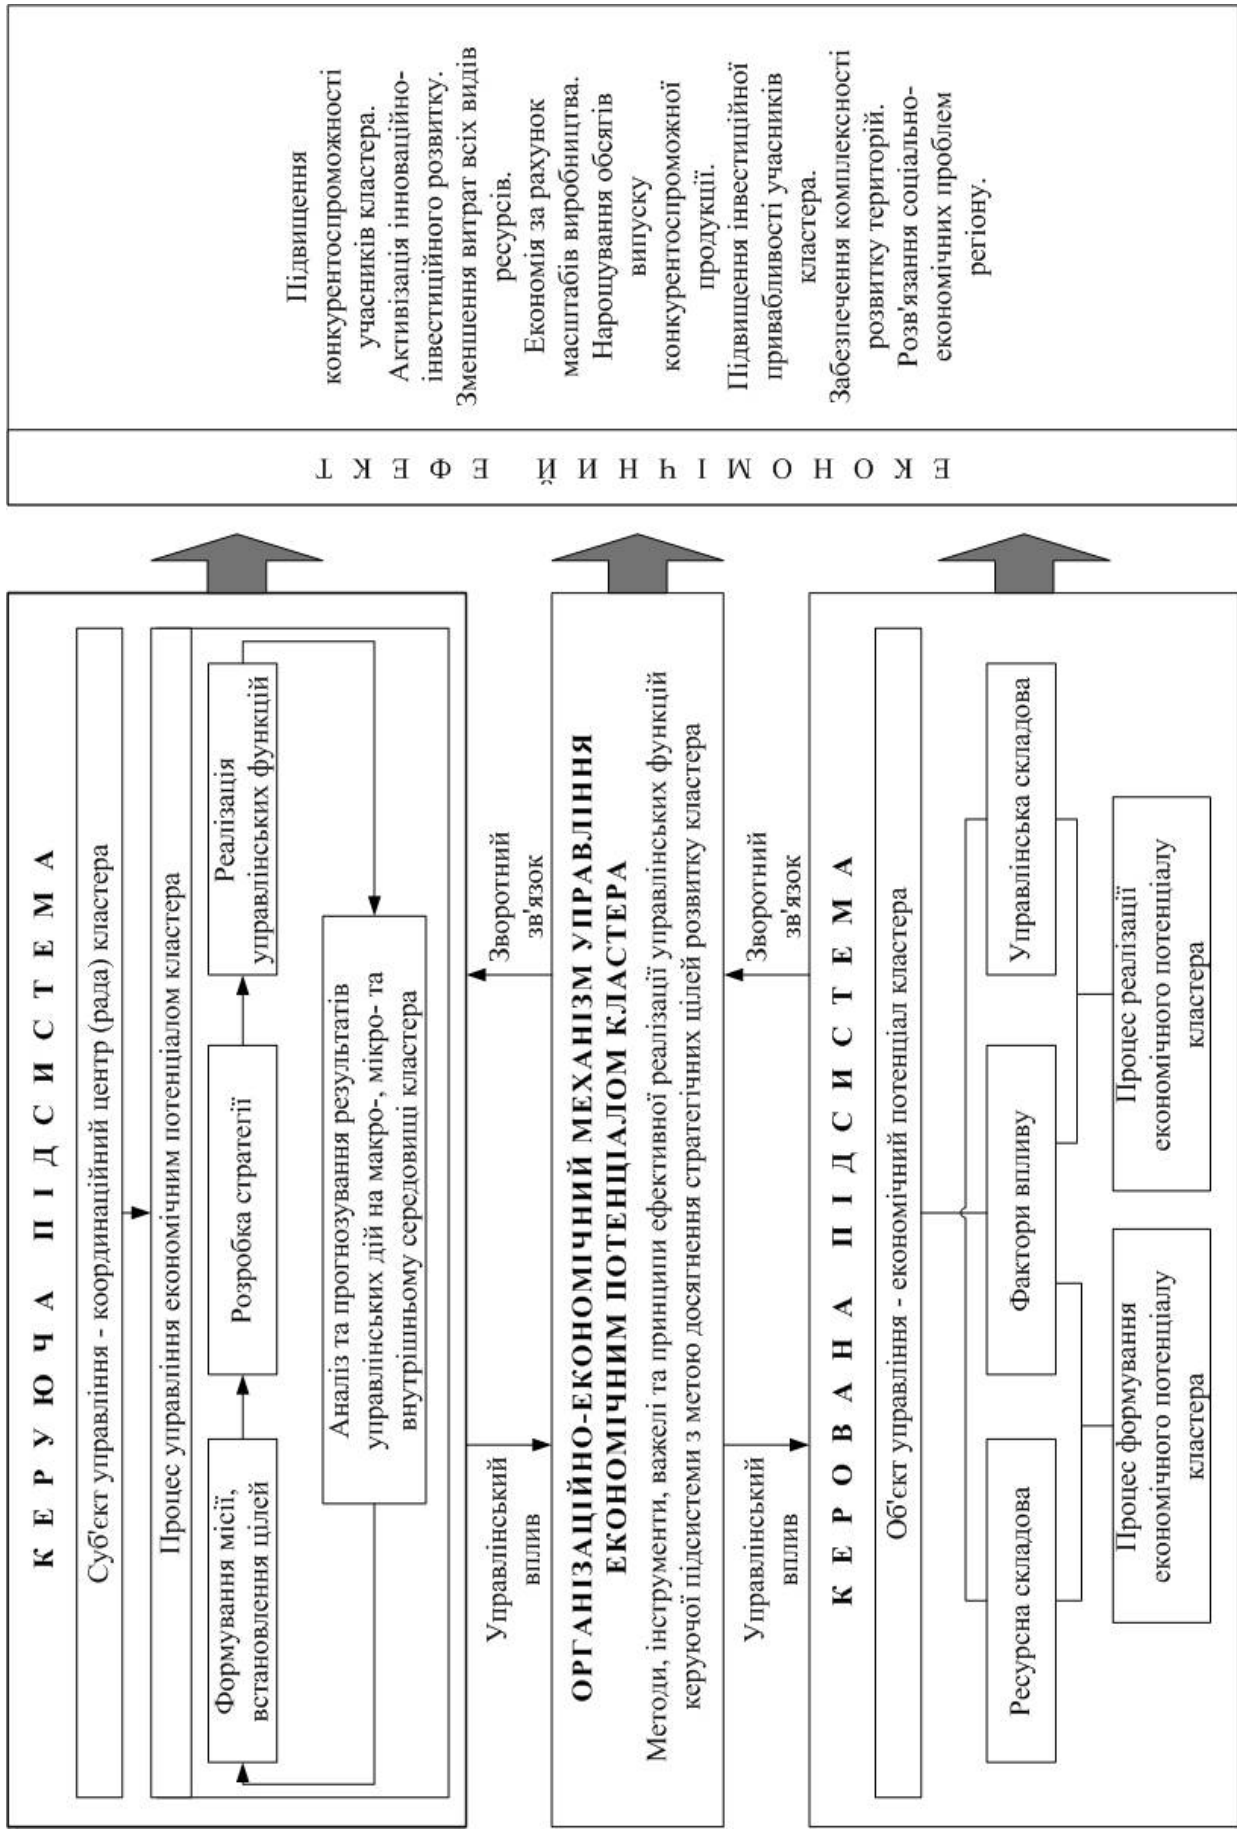 К Е Р У Ю Ч А П І Д С И С Т Е М А
Суб'єкт управління - координаційний центр (рада) кластера
Процес управління економічним потенціалом кластера
Формування місії,
встановлення цілей
Розробка стратегії
Реалізація
управлінських функцій
Аналіз та прогнозування результатів
управлінських дій на макро-, мікро- та
внутрішньому середовищі кластера
Управлінський
вплив
Зворотний
зв'язок
ОРГАНІЗАЦІЙНО-ЕКОНОМІЧНИЙ МЕХАНІЗМ УПРАВЛІННЯ
ЕКОНОМІЧНИМ ПОТЕНЦІАЛОМ КЛАСТЕРА
Методи, інструменти, важелі та принципи ефективної реалізації управлінських функцій
керуючої підсистеми з метою досягнення стратегічних цілей розвитку кластера
Управлінський
вплив
Зворотний
зв'язок
К Е Р О В А Н А П І Д С И С Т Е М А
Об'єкт управління - економічний потенціал кластера
Ресурсна складова
Фактори впливу
Управлінська складова
Процес формування
економічного потенціалу
кластера
Процес реалізації
економічного потенціалу
кластера
Е К О Н О М І Ч Н И Й Е Ф Е К Т
Підвищення
конкурентоспроможності
учасників кластера.
Активізація інноваційно-
інвестиційного розвитку.
Зменшення витрат всіх видів
ресурсів.
Економія за рахунок
масштабів виробництва.
Нарощування обсягів
випуску
конкурентоспроможної
продукції.
Підвищення інвестиційної
привабливості учасників
кластера.
Забезпечення комплексності
розвитку територій.
Розв'язання соціально-
економічних проблем
регіону.